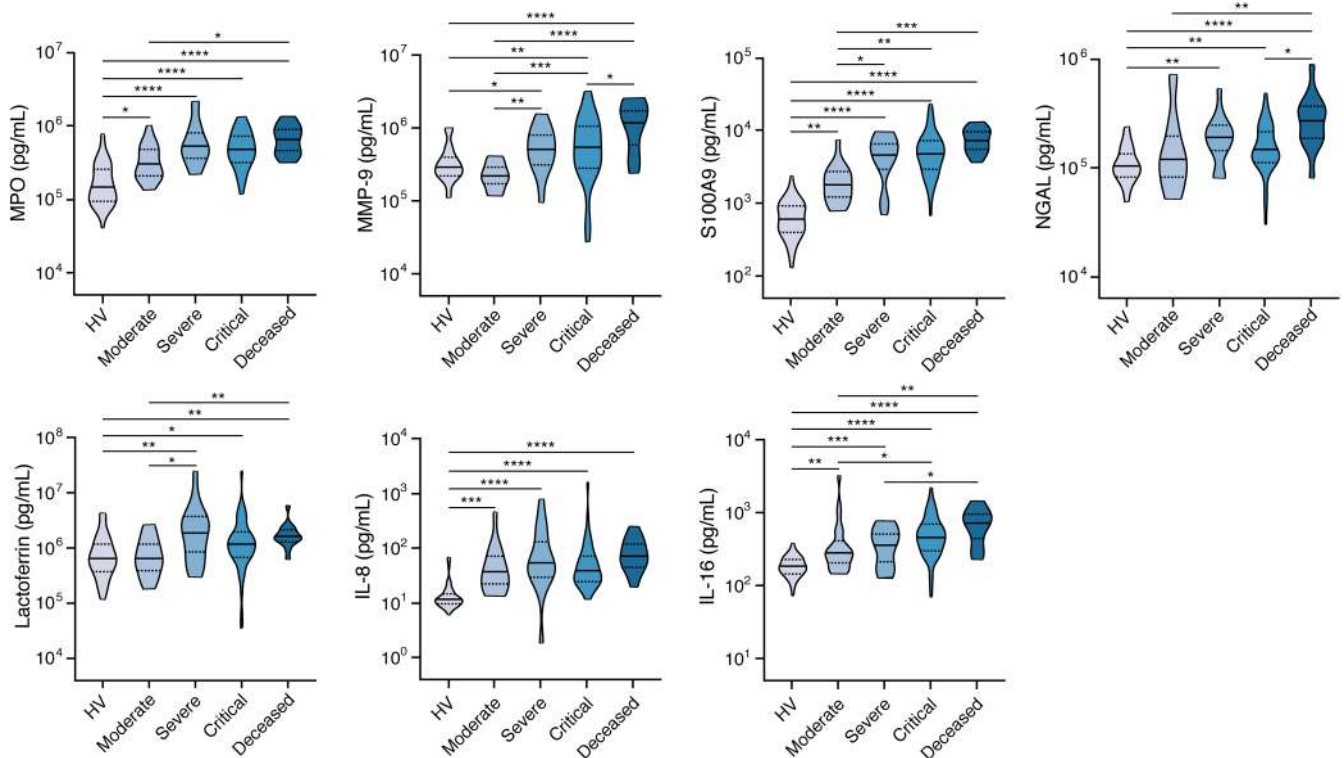 *
****
****
****
*
MPO (pg/mL)
10⁷
10⁶
10⁵
10⁴
HV
Moderate
Severe
Critical
Deceased
****
****
**
***
*
*
**
MMP-9 (pg/mL)
10⁷
10⁶
10⁵
10⁴
HV
Moderate
Severe
Critical
Deceased
***
**
*
****
****
****
**
S100A9 (pg/mL)
10⁵
10⁴
10³
10²
HV
Moderate
Severe
Critical
Deceased
**
****
**
*
**
NGAL (pg/mL)
10⁶
10⁵
10⁴
HV
Moderate
Severe
Critical
Deceased
**
**
*
**
*
Lactoferrin (pg/mL)
10⁸
10⁷
10⁶
10⁵
10⁴
HV
Moderate
Severe
Critical
Deceased
****
****
****
***
IL-8 (pg/mL)
10⁴
10³
10²
10¹
10⁰
HV
Moderate
Severe
Critical
Deceased
**
****
****
***
**
*
*
IL-16 (pg/mL)
10⁴
10³
10²
10¹
HV
Moderate
Severe
Critical
Deceased